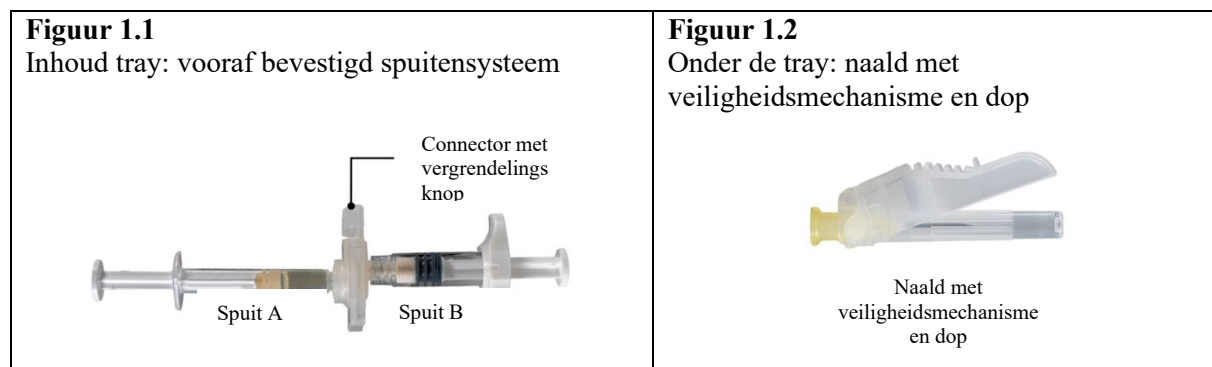 Figuur 1.1
Inhoud tray: vooraf bevestigd spuitensysteem
Connector met
vergrendelings
knop
Spuit A
Spuit B
Figuur 1.2
Onder de tray: naald met
veiligheidsmechanisme en dop
Naald met
veiligheidsmechanisme
en dop